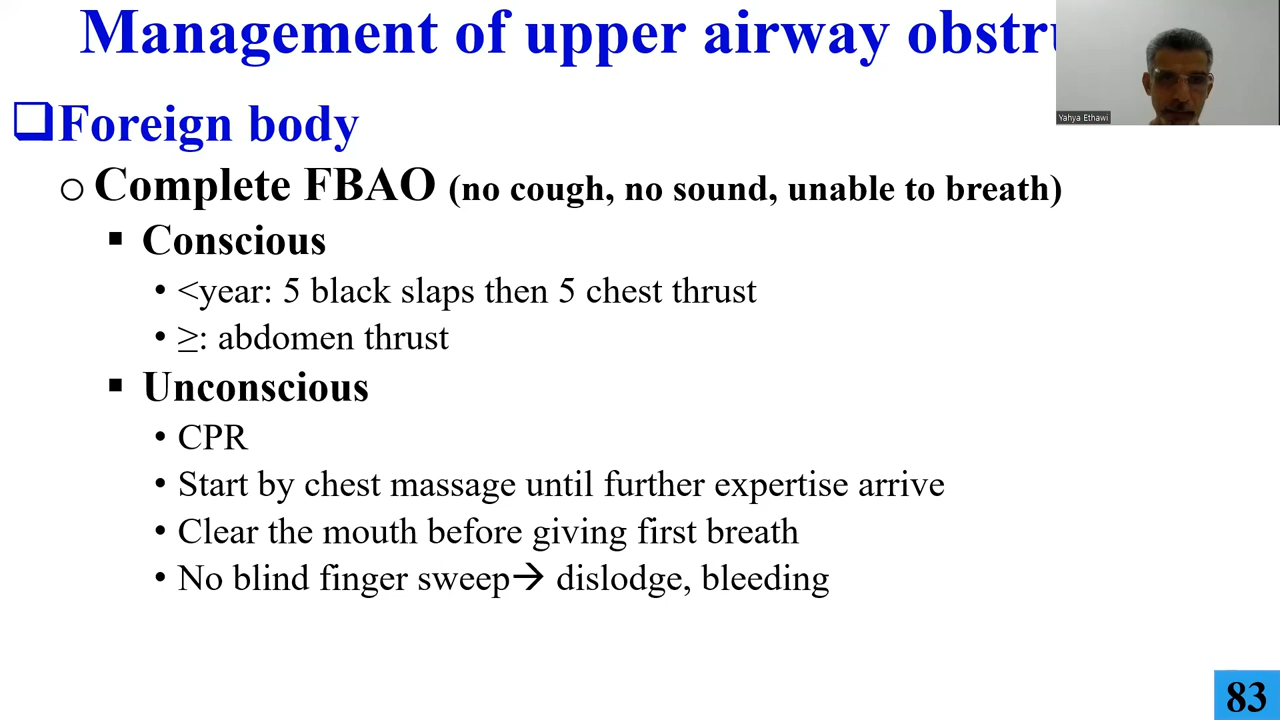 Management of upper airway obstru
Yahya Ethawi
❑Foreign body
o Complete FBAO (no cough, no sound, unable to breath)
▪ Conscious
• <year: 5 black slaps then 5 chest thrust
• ≥: abdomen thrust
▪ Unconscious
• CPR
• Start by chest massage until further expertise arrive
• Clear the mouth before giving first breath
• No blind finger sweep→ dislodge, bleeding
83